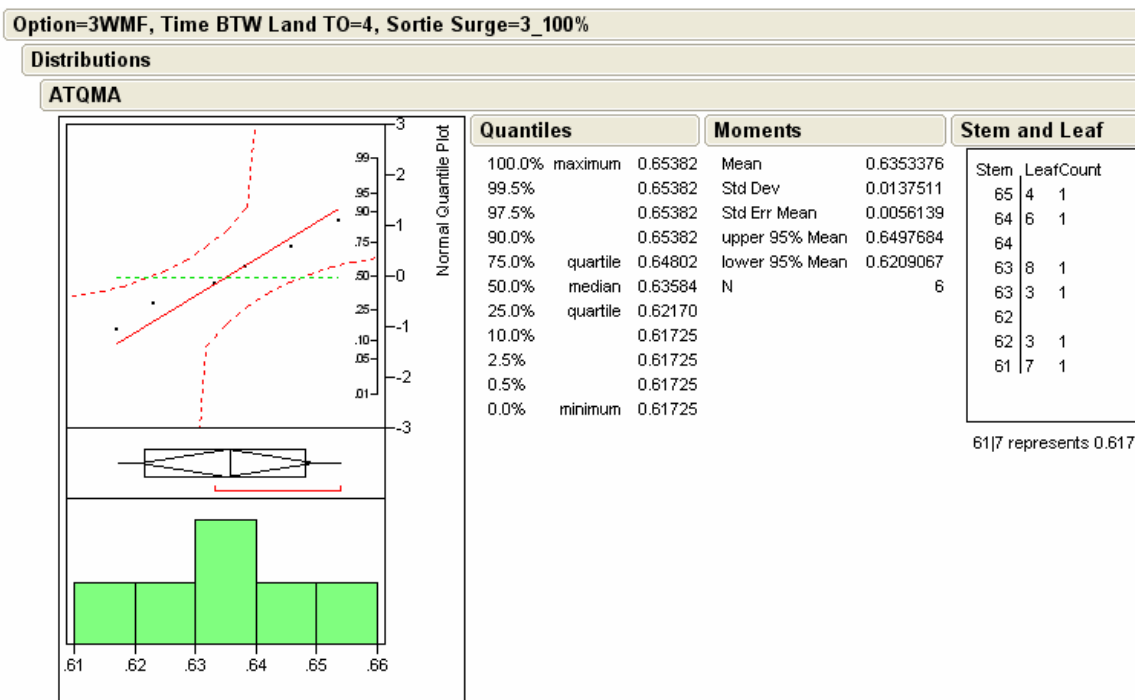 Option=3WMF, Time BTW Land TO=4, Sortie Surge=3_100%
Distributions
ATQMA
3
2
1
0
-1
-2
-3
.99
.95
.90
.75
.50
.25
.10
.05
.01
Normal Quantile Plot
.61 .62 .63 .64 .65 .66
Quantiles
100.0% maximum 0.65382
99.5% 0.65382
97.5% 0.65382
90.0% 0.65382
75.0% quartile 0.64802
50.0% median 0.63584
25.0% quartile 0.62170
10.0% 0.61725
2.5% 0.61725
0.5% 0.61725
0.0% minimum 0.61725
Moments
Mean 0.6353376
Std Dev 0.0137511
Std Err Mean 0.0056139
upper 95% Mean 0.6497684
lower 95% Mean 0.6209067
N 6
Stem and Leaf
Stem Leaf Count
65 4 1
64 6 1
64
63 8 1
63 3 1
62
62 3 1
61 7 1
61|7 represents 0.617